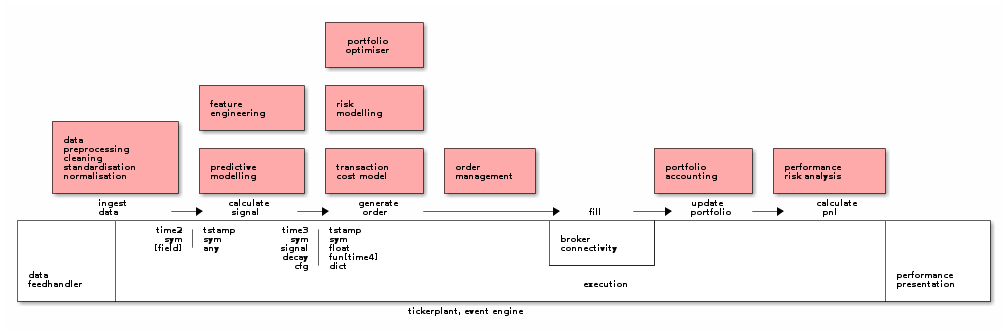 portfolio
optimiser
feature
engineering
risk
modelling
data
preprocessing
cleaning
standardisation
normalisation
predictive
modelling
transaction
cost model
order
management
portfolio
accounting
performance
risk analysis
ingest
data
calculate
signal
generate
order
fill
update
portfolio
calculate
pnl
time2
sym
[field]
tstamp
sym
any
time3
sym
signal
decay
cfg
tstamp
sym
float
fun[time4]
dict
broker
connectivity
data
feedhandler
execution
performance
presentation
tickerplant, event engine